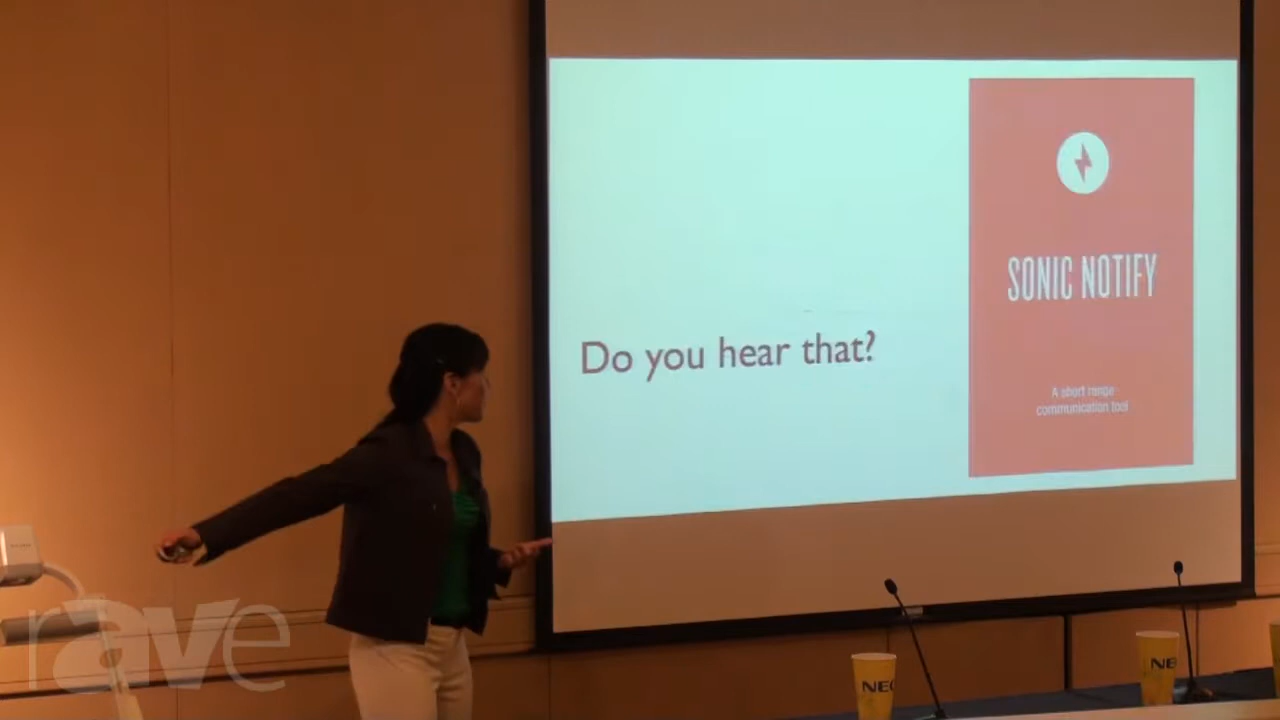 SONIC NOTIFY
Do you hear that?
A short range
communication tool
rave
NEC
NEC